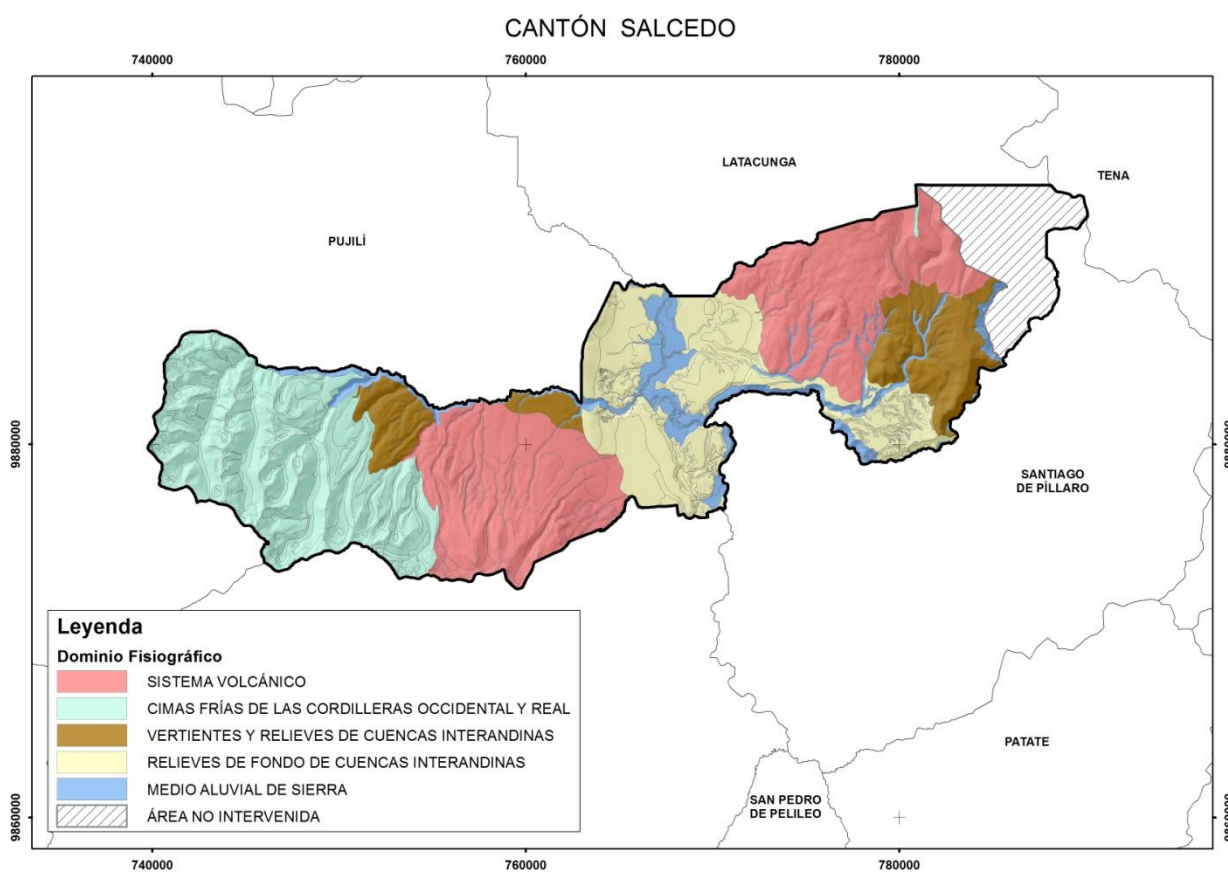 CANTÓN SALCEDO
740000
760000
780000
LATACUNGA
TENA
PUJILÍ
9880000
9880000
SANTIAGO
DE PÍLLARO
Leyenda
Dominio Fisiográfico
SISTEMA VOLCÁNICO
CIMAS FRÍAS DE LAS CORDILLERAS OCCIDENTAL Y REAL
VERTIENTES Y RELIEVES DE CUENCAS INTERANDINAS
RELIEVES DE FONDO DE CUENCAS INTERANDINAS
MEDIO ALUVIAL DE SIERRA
ÁREA NO INTERVENIDA
PATATE
SAN PEDRO
DE PELILEO
9860000
9860000
740000
760000
780000